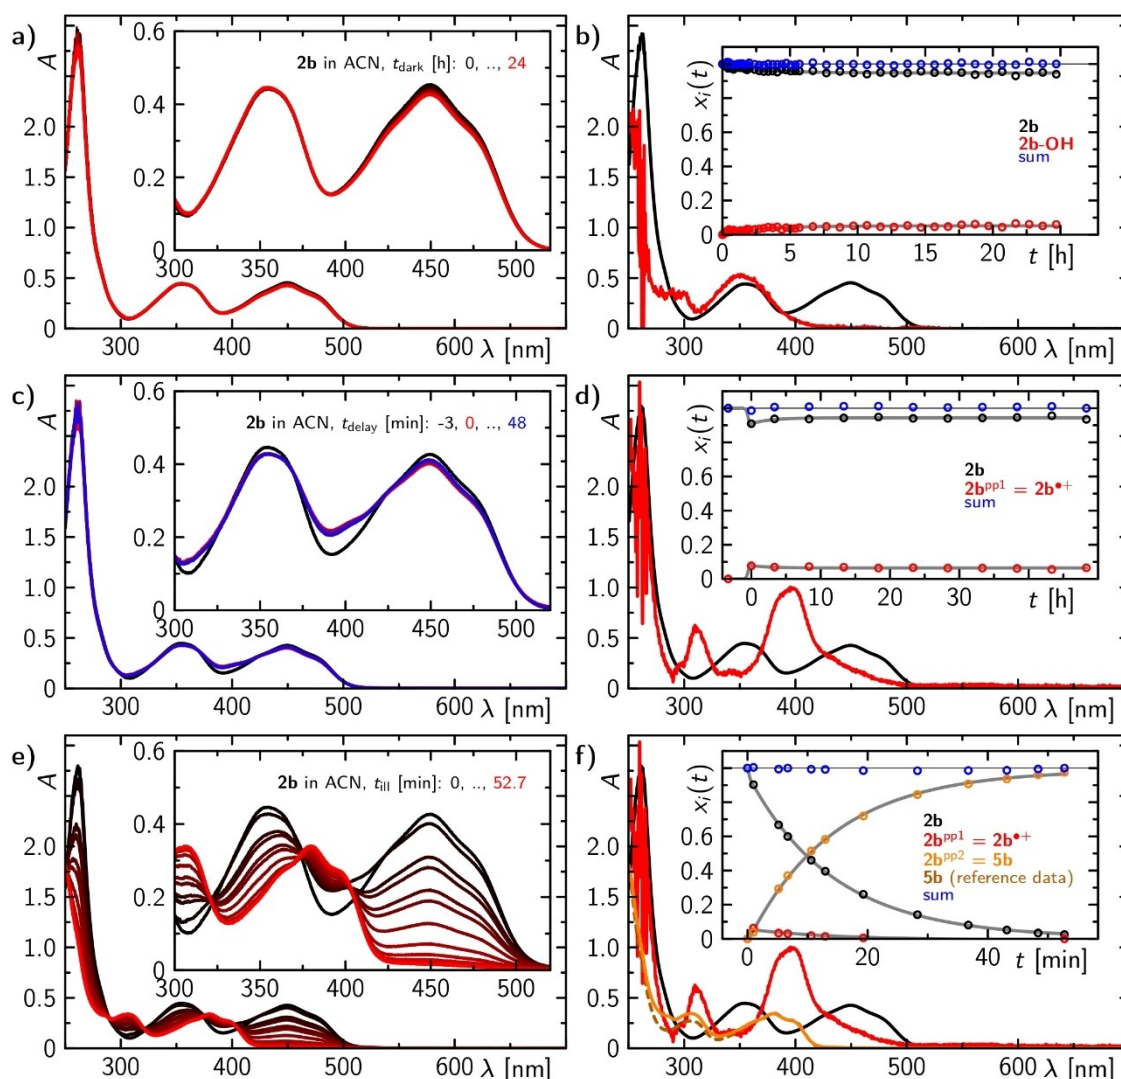 a)
A
2.5
2.0
1.5
1.0
0.5
0
300 400 500 600 λ [nm]
0.6
0.4
0.2
0
300 350 400 450 500
2b in ACN, tdark [h]: 0, .., 24
b)
A
2.0
1.5
1.0
0.5
0
300 400 500 600 λ [nm]
xi(t)
0.8
0.6
0.4
0.2
0
0 5 10 15 20 t [h]
2b
2b-OH
sum
c)
A
2.5
2.0
1.5
1.0
0.5
0
300 400 500 600 λ [nm]
0.6
0.4
0.2
0
300 350 400 450 500
2b in ACN, tdelay [min]: -3, 0, .., 48
d)
A
2.0
1.5
1.0
0.5
0
300 400 500 600 λ [nm]
xi(t)
0.8
0.6
0.4
0.2
0
0 10 20 30 t [h]
2b
2bpp1 = 2b•+
sum
e)
A
2.5
2.0
1.5
1.0
0.5
0
300 400 500 600 λ [nm]
0.6
0.4
0.2
0
300 350 400 450 500
2b in ACN, till [min]: 0, .., 52.7
f)
A
2.0
1.5
1.0
0.5
0
300 400 500 600 λ [nm]
xi(t)
0.8
0.6
0.4
0.2
0
0 20 40 t [min]
2b
2bpp1 = 2b•+
2bpp2 = 5b
5b (reference data)
sum